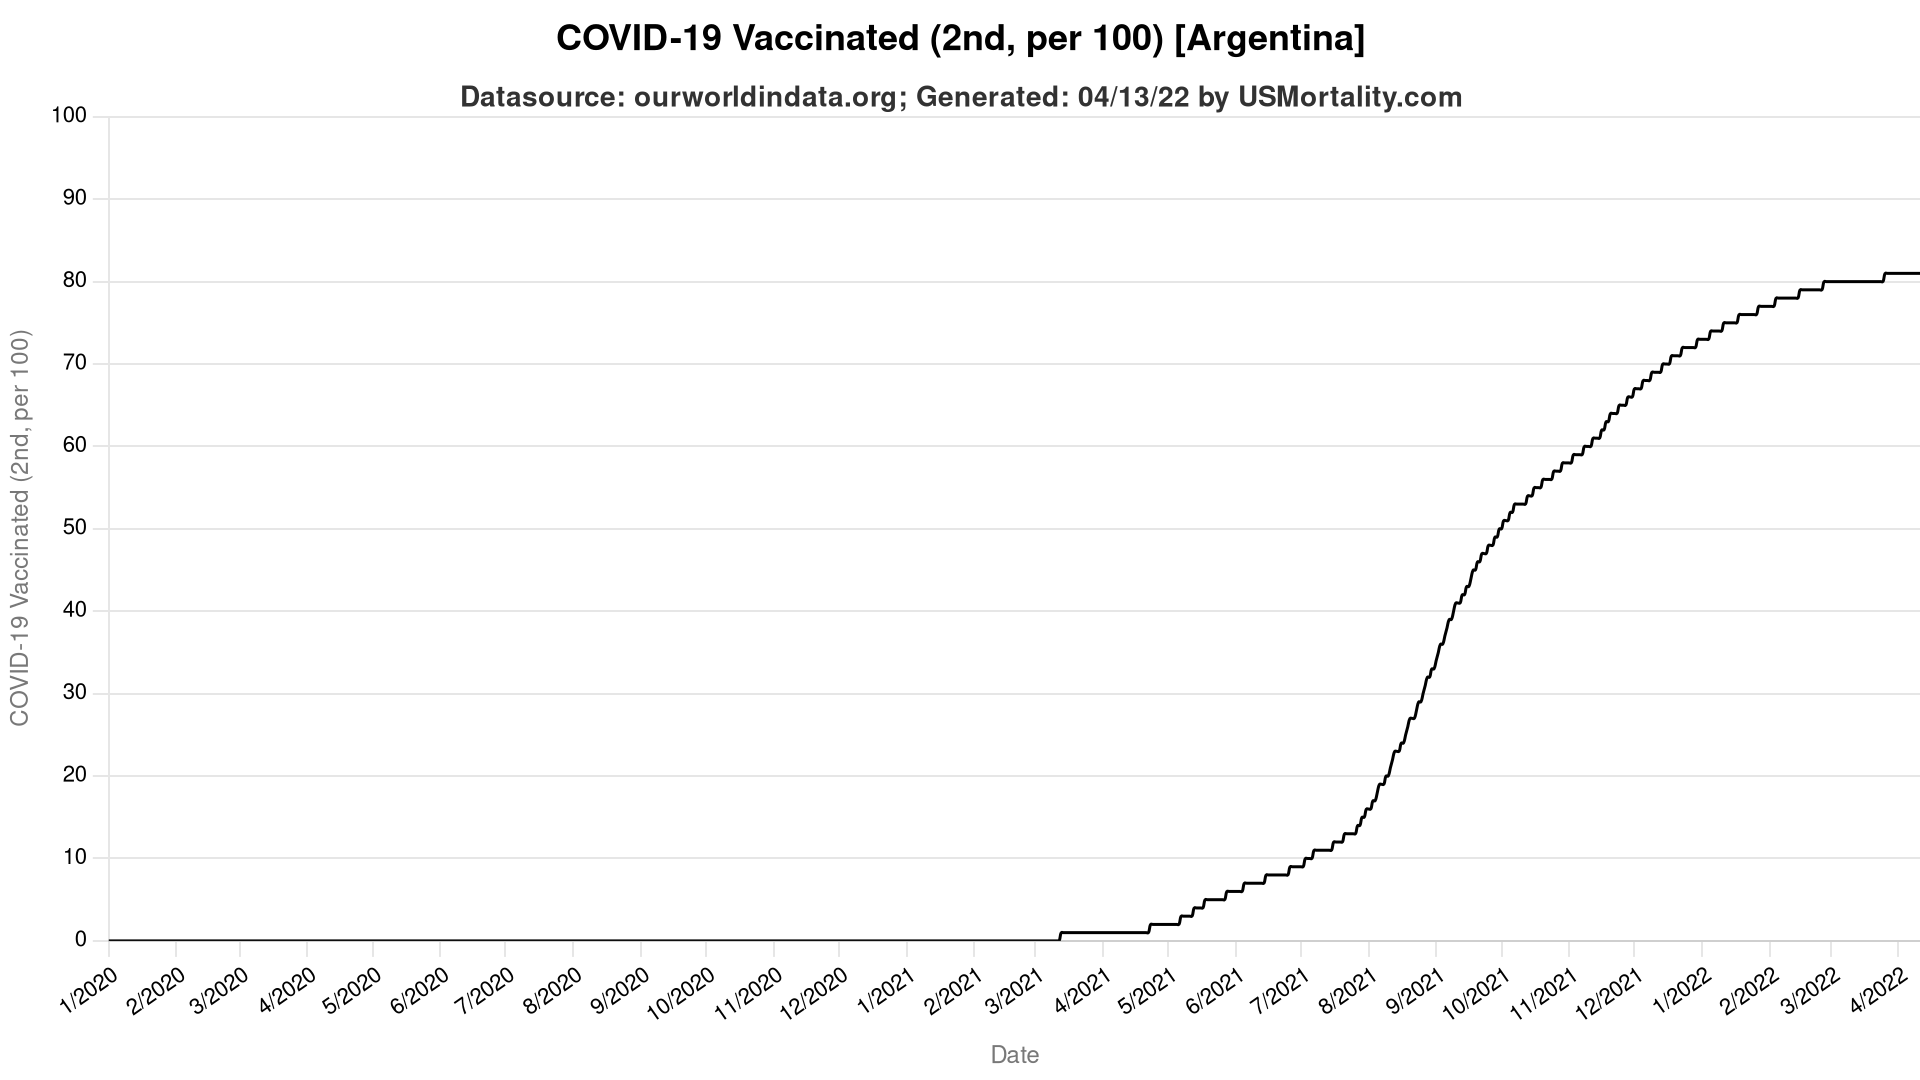 COVID-19 Vaccinated (2nd, per 100) [Argentina]
Datasource: ourworldindata.org; Generated: 04/13/22 by USMortality.com
COVID-19 Vaccinated (2nd, per 100)
100
90
80
70
60
50
40
30
20
10
0
1/2020 2/2020 3/2020 4/2020 5/2020 6/2020 7/2020 8/2020 9/2020 10/2020 11/2020 12/2020 1/2021 2/2021 3/2021 4/2021 5/2021 6/2021 7/2021 8/2021 9/2021 10/2021 11/2021 12/2021 1/2022 2/2022 3/2022 4/2022
Date